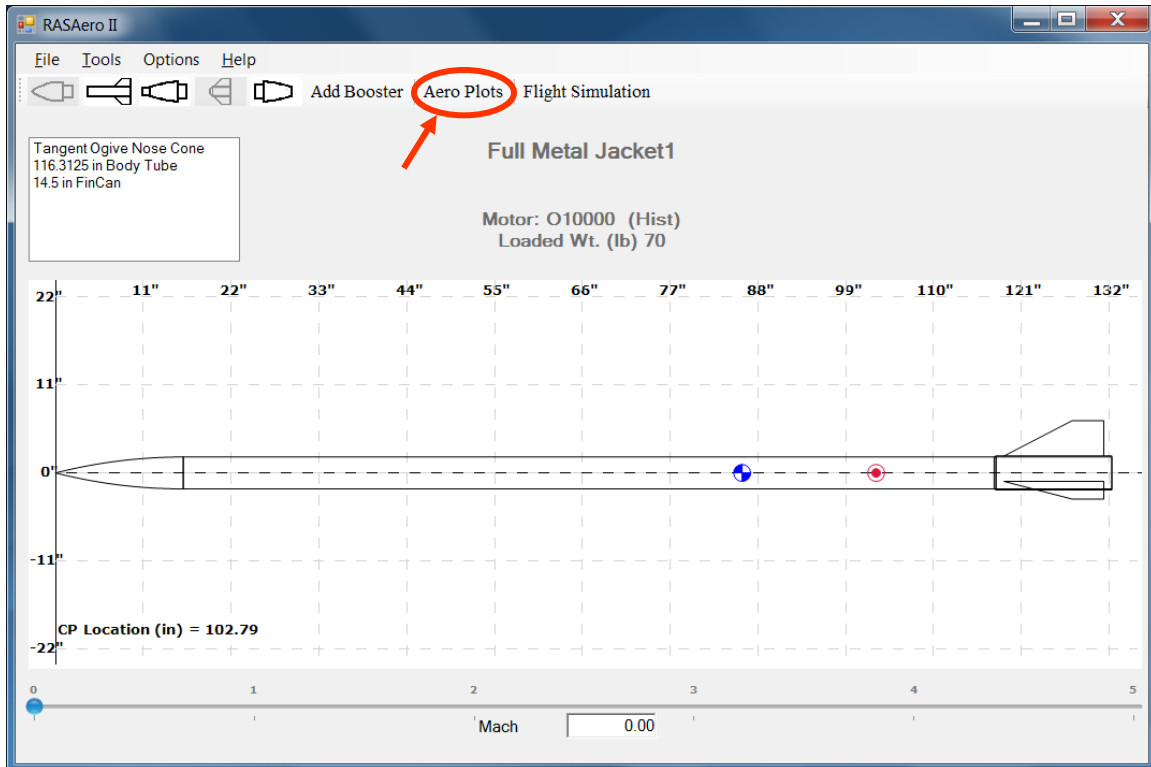 RASAero II
File Tools Options Help
Add Booster Aero Plots Flight Simulation
Tangent Ogive Nose Cone
116.3125 in Body Tube
14.5 in FinCan
Full Metal Jacket1
Motor: O10000 (Hist)
Loaded Wt. (lb) 70
22" 11" 22" 33" 44" 55" 66" 77" 88" 99" 110" 121" 132"
11"
0"
-11"
CP Location (in) = 102.79
-22"
0 1 2 3 4 5
Mach 0.00